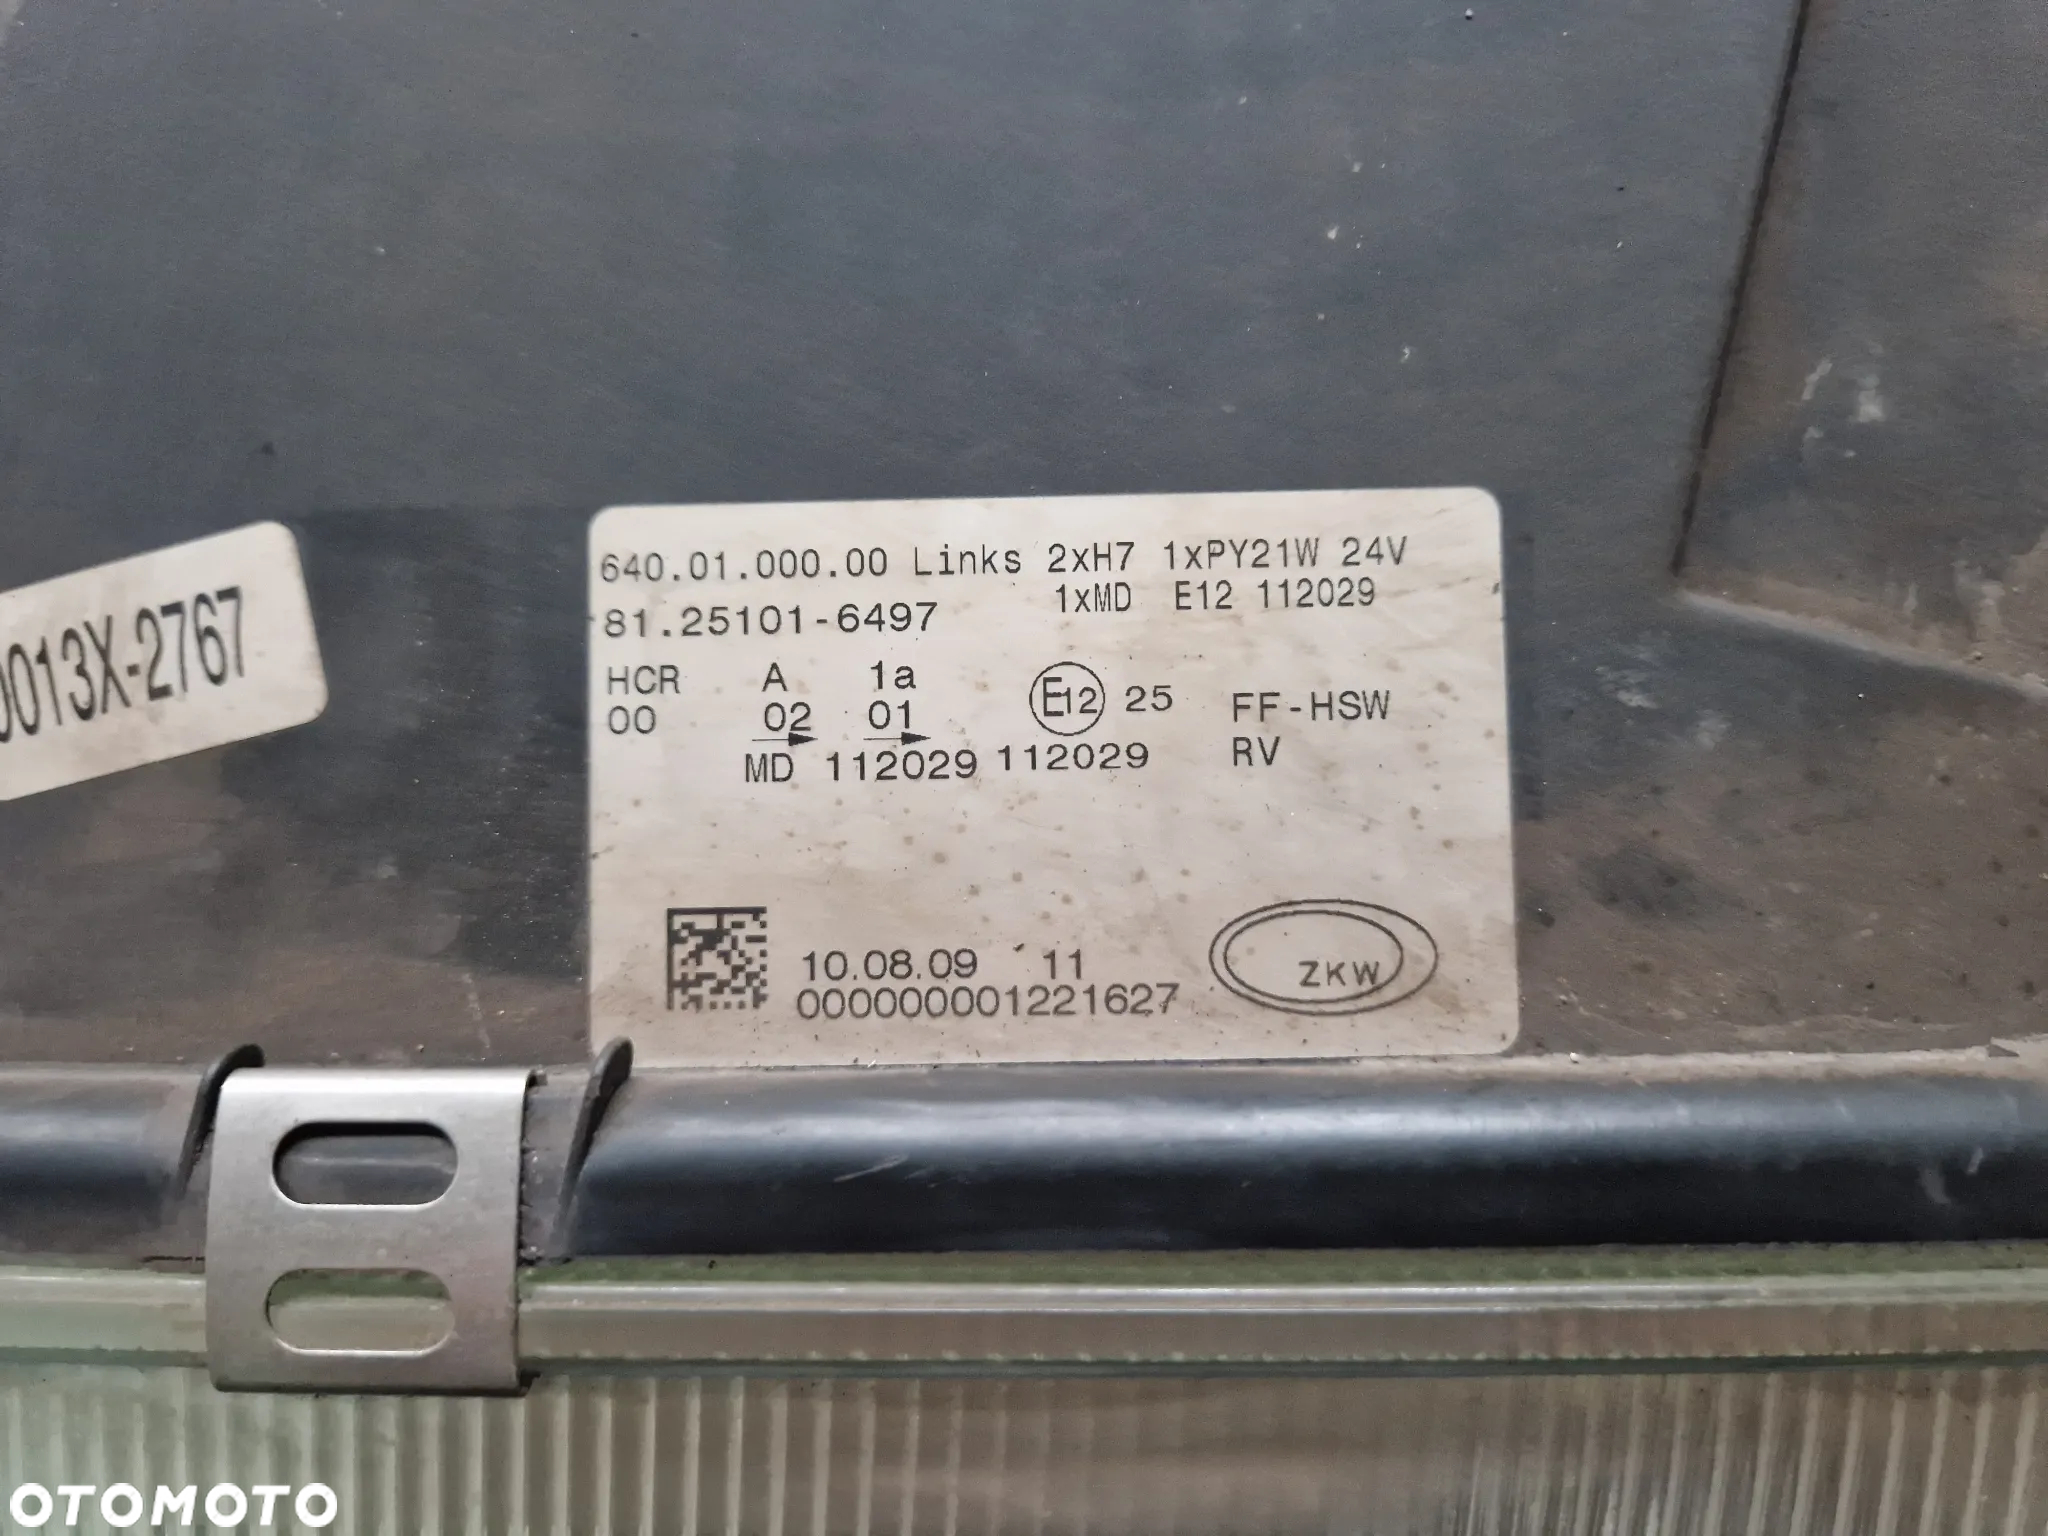 640.01.000.00 Links 2xH7 1xPY21W 24V
1xMD E12 112029
81.25101-6497
HCR A 1a
00 02 01
E12 25
FF-HSW
MD 112029 112029 RV
0013X-2767
10.08.09 11
000000001221627
ZKW
OTOMOTO